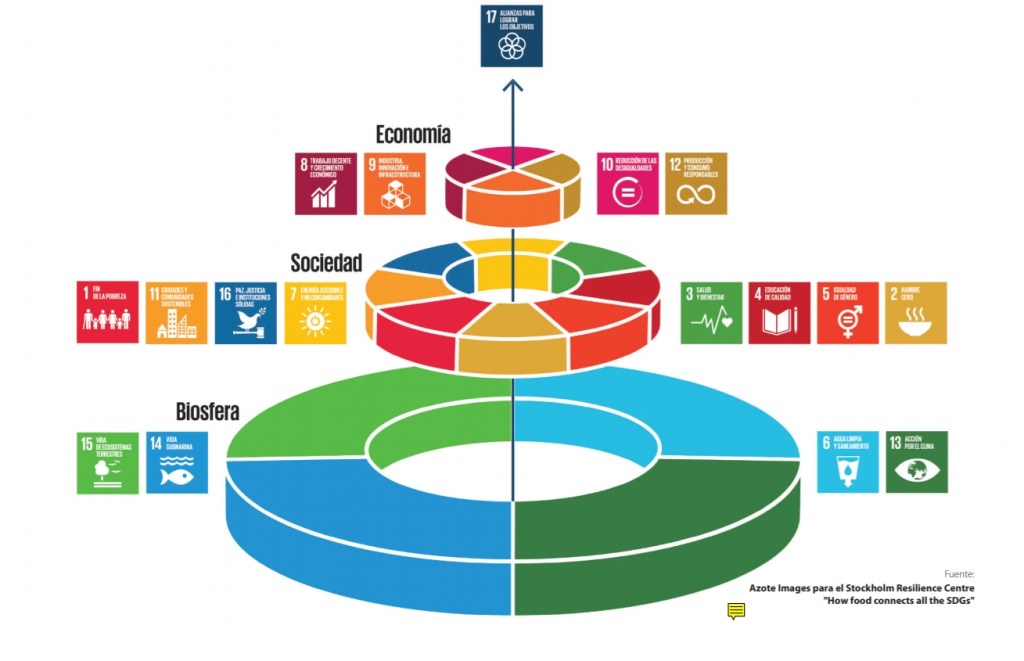 17 ALIANZAS PARA
LOGRAR
LOS OBJETIVOS
Economía
8 TRABAJO DECENTE
Y CRECIMIENTO
ECONÓMICO
9 INDUSTRIA,
INNOVACIÓN E
INFRAESTRUCTURA
10 REDUCCIÓN DE LAS
DESIGUALDADES
12 PRODUCCIÓN
Y CONSUMO
RESPONSABLES
Sociedad
1 FIN
DE LA POBREZA
11 CIUDADES Y
COMUNIDADES
SOSTENIBLES
16 PAZ, JUSTICIA
E INSTITUCIONES
SÓLIDAS
7 ENERGÍA ASEQUIBLE
Y NO CONTAMINANTE
3 SALUD
Y BIENESTAR
4 EDUCACIÓN
DE CALIDAD
5 IGUALDAD
DE GÉNERO
2 HAMBRE
CERO
Biosfera
15 VIDA
DE ECOSISTEMAS
TERRESTRES
14 VIDA
SUBMARINA
6 AGUA LIMPIA
Y SANEAMIENTO
13 ACCIÓN
POR EL CLIMA
Fuente:
Azote Images para el Stockholm Resilience Centre
"How food connects all the SDGs"